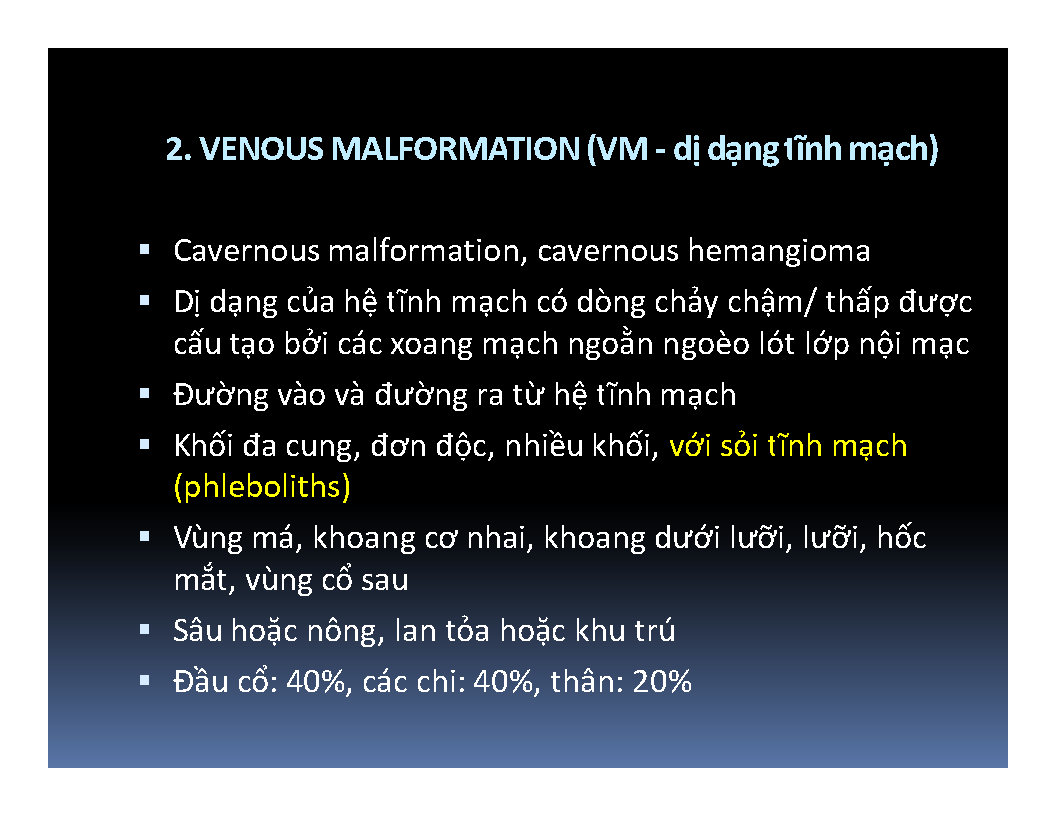 2. VENOUS MALFORMATION (VM - dị dạng tĩnh mạch)
▪ Cavernous malformation, cavernous hemangioma
▪ Dị dạng của hệ tĩnh mạch có dòng chảy chậm/ thấp được
cấu tạo bởi các xoang mạch ngoằn ngoèo lót lớp nội mạc
▪ Đường vào và đường ra từ hệ tĩnh mạch
▪ Khối đa cung, đơn độc, nhiều khối, với sỏi tĩnh mạch
(phleboliths)
▪ Vùng má, khoang cơ nhai, khoang dưới lưỡi, lưỡi, hốc
mắt, vùng cổ sau
▪ Sâu hoặc nông, lan tỏa hoặc khu trú
▪ Đầu cổ: 40%, các chi: 40%, thân: 20%